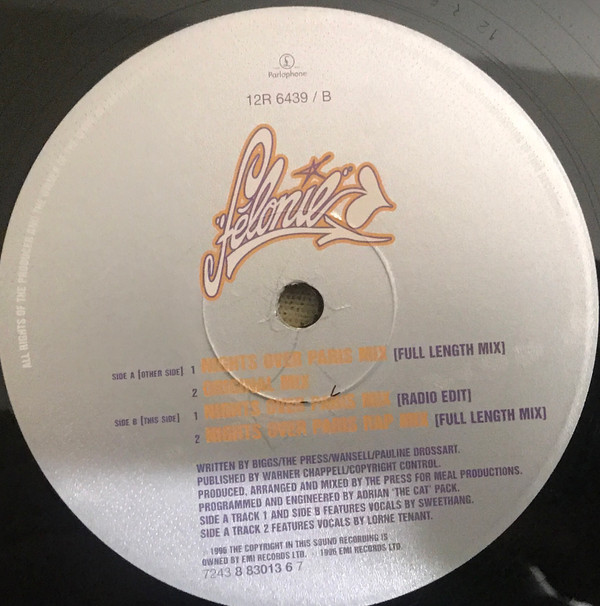 Parlophone
12R 6439 / B
"félonie"
SIDE A [OTHER SIDE] 1 NIGHTS OVER PARIS MIX [FULL LENGTH MIX]
2 ORIGINAL MIX
SIDE B [THIS SIDE] 1 NIGHTS OVER PARIS MIX [RADIO EDIT]
2 NIGHTS OVER PARIS RAP MIX [FULL LENGTH MIX]
WRITTEN BY BIGGS/THE PRESS/WANSELL/PAULINE DROSSART.
PUBLISHED BY WARNER CHAPPELL/COPYRIGHT CONTROL.
PRODUCED, ARRANGED AND MIXED BY THE PRESS FOR MEAL PRODUCTIONS.
PROGRAMMED AND ENGINEERED BY ADRIAN 'THE CAT' PACK.
SIDE A TRACK 1 AND SIDE B FEATURES VOCALS BY SWEETHANG.
SIDE A TRACK 2 FEATURES VOCALS BY LORNE TENANT.
1996 THE COPYRIGHT IN THIS SOUND RECORDING IS
OWNED BY EMI RECORDS LTD. 1996 EMI RECORDS LTD.
7243 8 83013 6 7
ALL RIGHTS OF THE PRODUCER AND
12 R 6